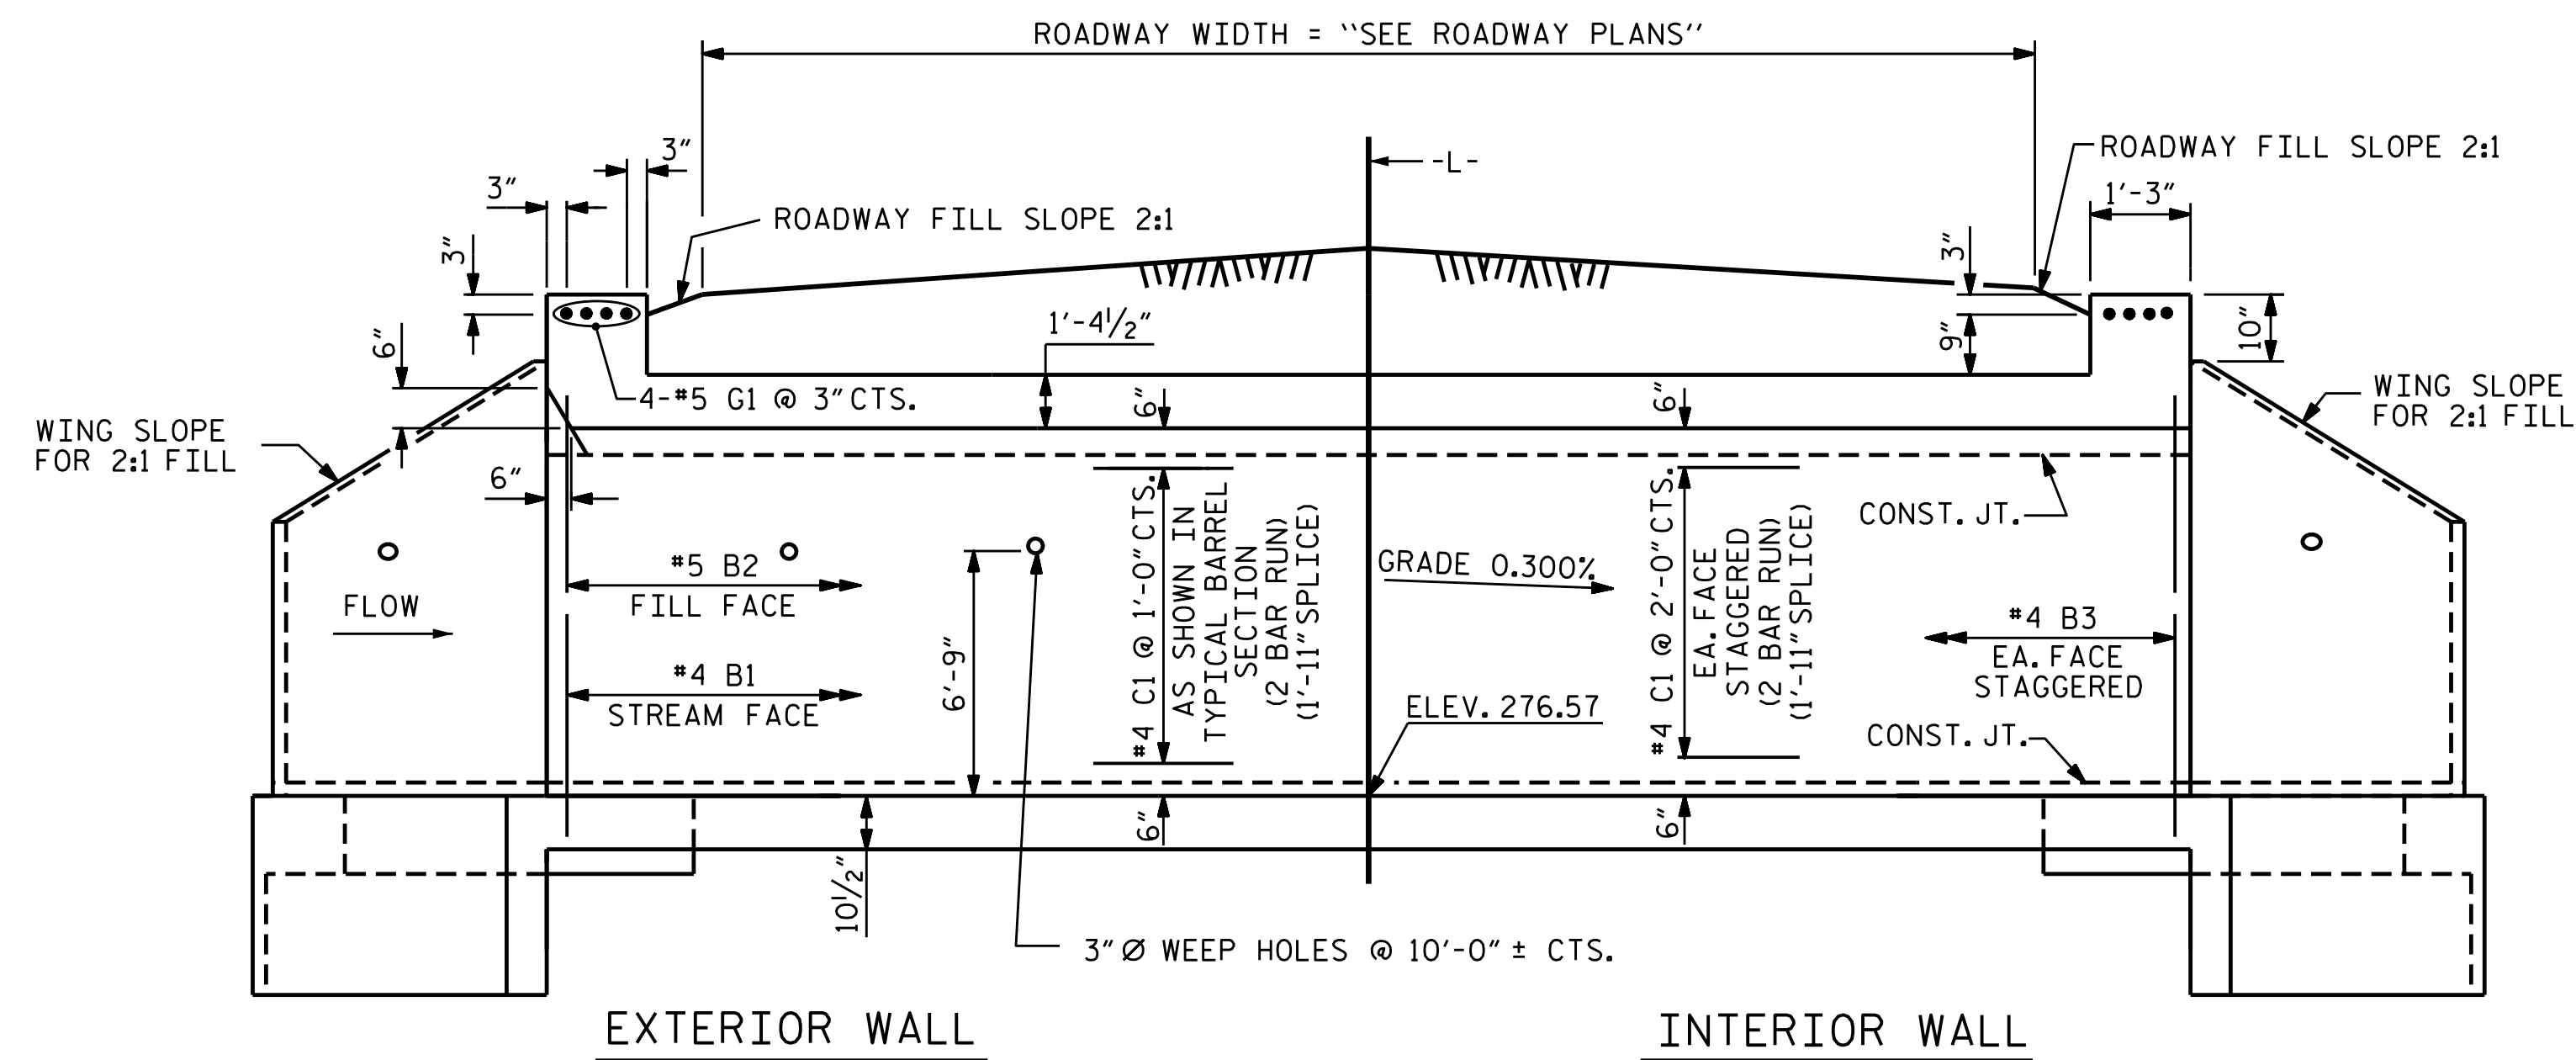 ROADWAY WIDTH = ‘‘SEE ROADWAY PLANS’’
-L-
ROADWAY FILL SLOPE 2:1
1'-3"
3"
3"
3"
ROADWAY FILL SLOPE 2:1
3"
9"
10"
6"
1'-4½"
4-#5 G1 @ 3" CTS.
6"
6"
WING SLOPE
FOR 2:1 FILL
WING SLOPE
FOR 2:1 FILL
6"
CONST. JT.
#4 C1 @ 1'-0" CTS.
AS SHOWN IN
TYPICAL BARREL
SECTION
(2 BAR RUN)
(1'-11" SPLICE)
#4 C1 @ 2'-0" CTS.
EA. FACE
STAGGERED
(2 BAR RUN)
(1'-11" SPLICE)
GRADE 0.300%
#5 B2
FILL FACE
FLOW
#4 B1
STREAM FACE
6'-9"
#4 B3
EA. FACE
STAGGERED
ELEV. 276.57
CONST. JT.
6"
6"
10½"
3" Ø WEEP HOLES @ 10'-0" ± CTS.
EXTERIOR WALL
INTERIOR WALL